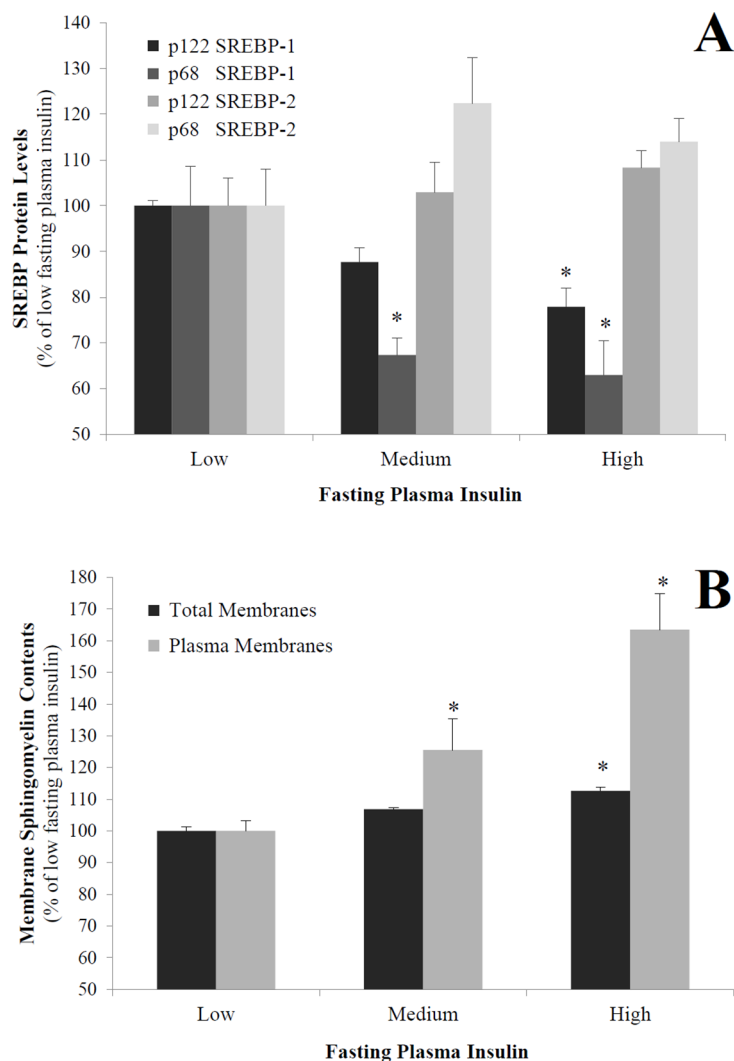 A
p122 SREBP-1
p68 SREBP-1
p122 SREBP-2
p68 SREBP-2
SREBP Protein Levels
(% of low fasting plasma insulin)
140
130
120
110
100
90
80
70
60
50
*
*
*
Low Medium High
Fasting Plasma Insulin
B
Total Membranes
Plasma Membranes
Membrane Sphingomyelin Contents
(% of low fasting plasma insulin)
180
170
160
150
140
130
120
110
100
90
80
70
60
50
*
*
*
Low Medium High
Fasting Plasma Insulin